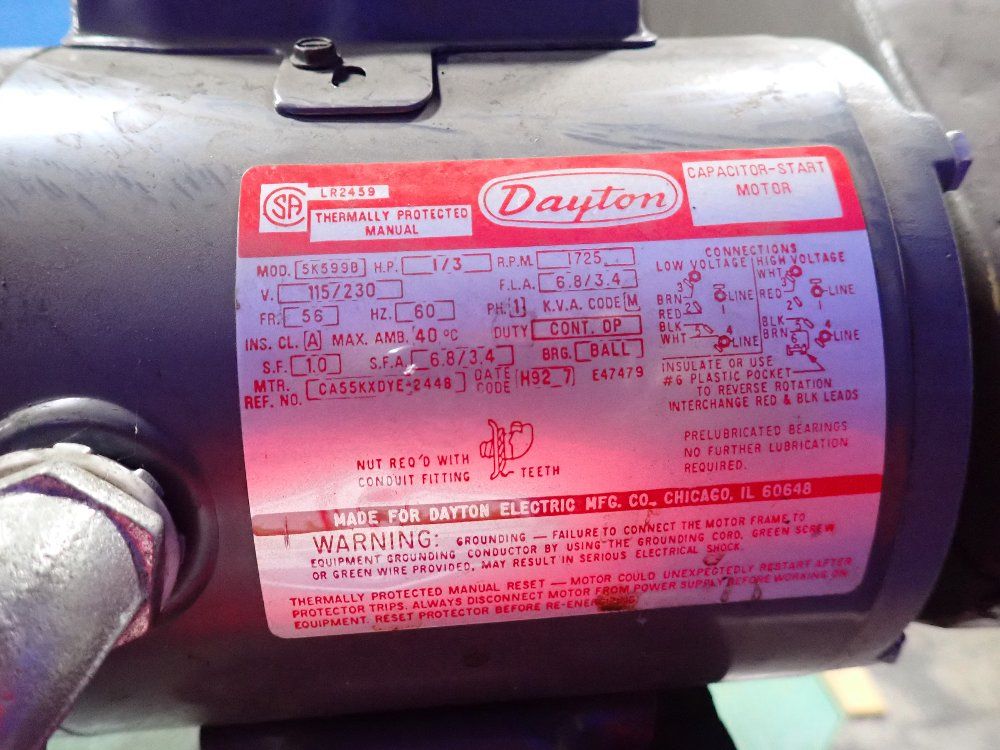 LR2459
SA
THERMALLY PROTECTED
MANUAL
Dayton
CAPACITOR-START
MOTOR
MOD. 5K599B H.P. 1/3 R.P.M. 1725
V. 115/230 F.L.A. 6.8/3.4
FR. 56 HZ. 60 PH. 1 K.V.A. CODE M
INS. CL. A MAX. AMB. 40 °C DUTY CONT. DP
S.F. 1.0 S.F.A. 6.8/3.4 BRG. BALL
MTR.
REF. NO. CA55KXDYE-2448 DATE
CODE H92 7 E47479
CONNECTIONS
LOW VOLTAGE HIGH VOLTAGE
WHT
3 3
LINE RED LINE
BRN
RED 2 1 2 1
BLK 4 BLK 4
WHT LINE BRN LINE
INSULATE OR USE
#6 PLASTIC POCKET
TO REVERSE ROTATION
INTERCHANGE RED & BLK LEADS
NUT REQ'D WITH
CONDUIT FITTING
TEETH
PRELUBRICATED BEARINGS
NO FURTHER LUBRICATION
REQUIRED.
MADE FOR DAYTON ELECTRIC MFG. CO. CHICAGO, IL 60648
WARNING: GROUNDING — FAILURE TO CONNECT THE MOTOR FRAME TO
EQUIPMENT GROUNDING CONDUCTOR BY USING THE GROUNDING CORD, GREEN SCREW
OR GREEN WIRE PROVIDED, MAY RESULT IN SERIOUS ELECTRICAL SHOCK.
THERMALLY PROTECTED MANUAL RESET — MOTOR COULD UNEXPECTEDLY RESTART AFTER
PROTECTOR TRIPS. ALWAYS DISCONNECT MOTOR FROM POWER SUPPLY BEFORE WORKING ON
EQUIPMENT. RESET PROTECTOR BEFORE RE-ENERGIZING